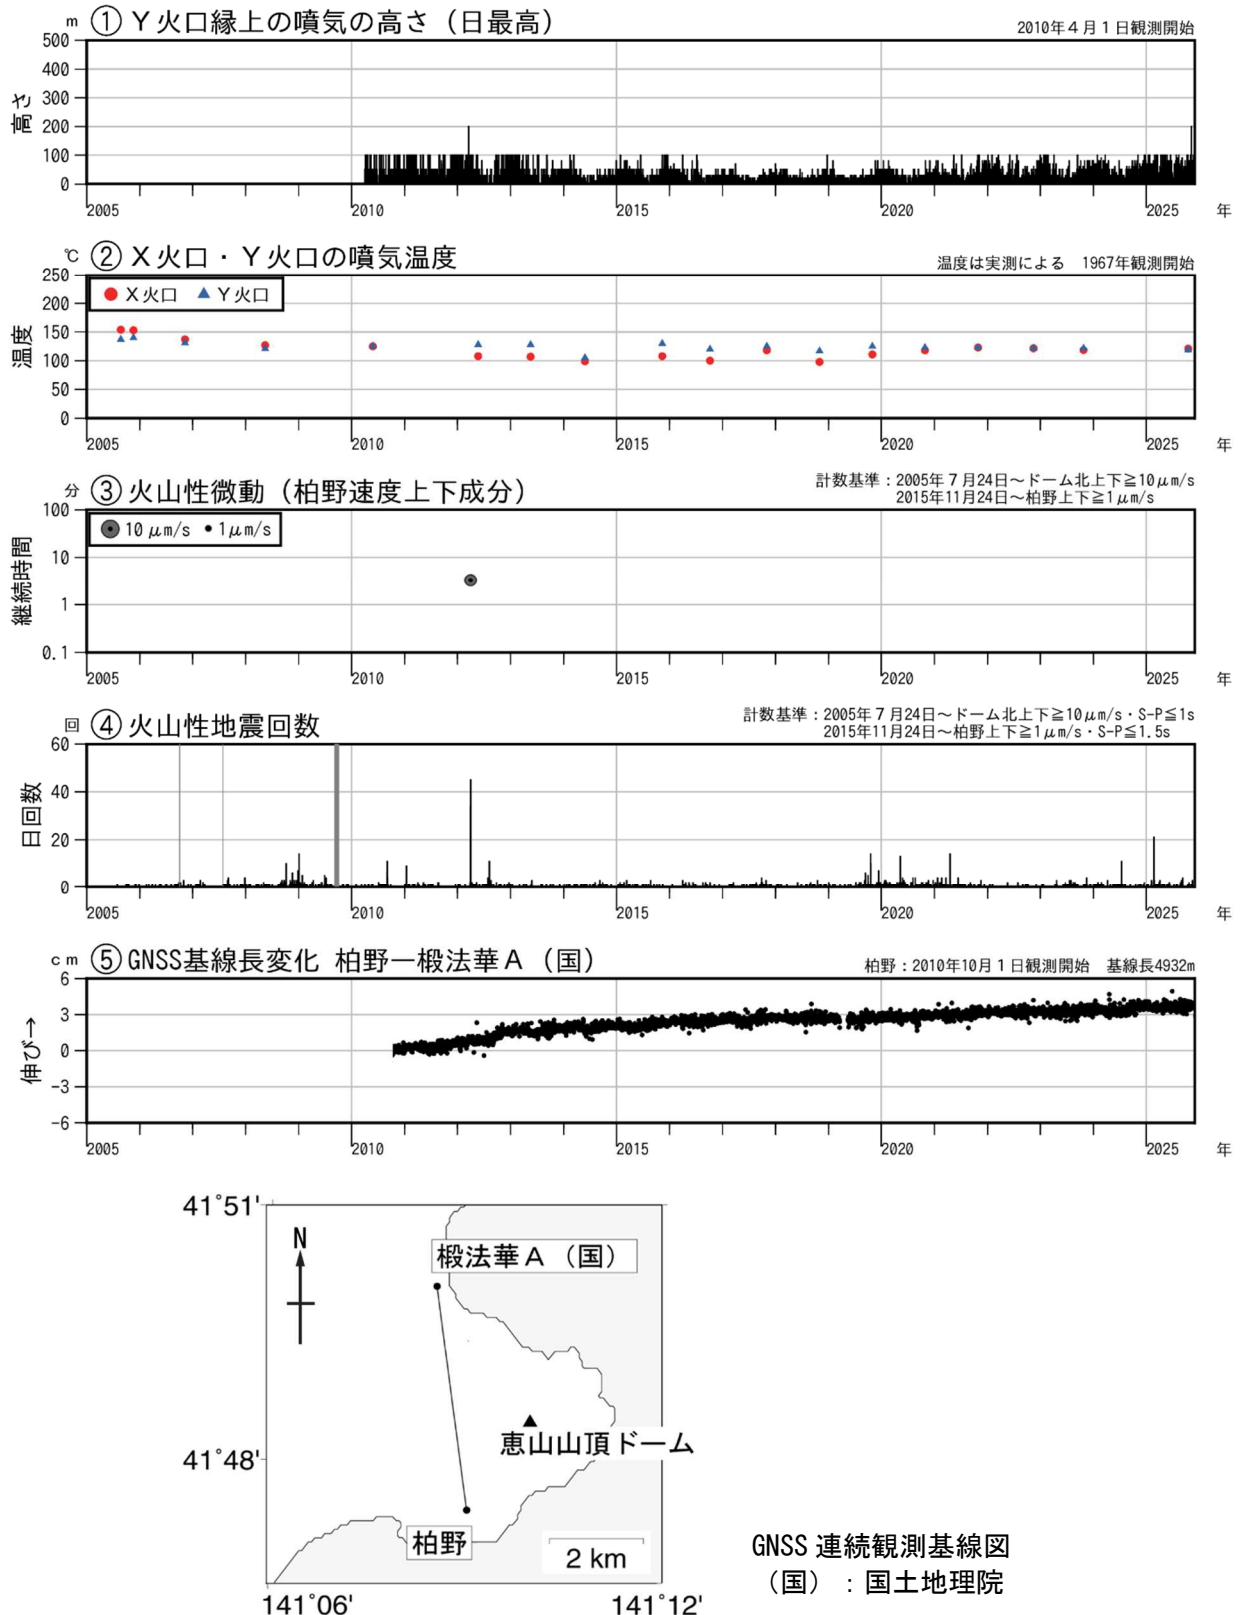 m ① Y火口縁上の噴気の高さ（日最高）
2010年4月1日観測開始
500
400
300
200
100
0
高さ
2005 2010 2015 2020 2025 年
℃ ② X火口・Y火口の噴気温度
温度は実測による　1967年観測開始
250
200
150
100
50
0
温度
X火口 Y火口
2005 2010 2015 2020 2025 年
分 ③ 火山性微動（柏野速度上下成分）
計数基準：2005年7月24日～ドーム北上下≧10μm/s
2015年11月24日～柏野上下≧1μm/s
100
10
1
0.1
継続時間
10μm/s 1μm/s
2005 2010 2015 2020 2025 年
回 ④ 火山性地震回数
計数基準：2005年7月24日～ドーム北上下≧10μm/s・S-P≦1s
2015年11月24日～柏野上下≧1μm/s・S-P≦1.5s
60
40
20
0
日回数
2005 2010 2015 2020 2025 年
cm ⑤ GNSS基線長変化 柏野―椴法華A（国）
柏野：2010年10月1日観測開始　基線長4932m
6
3
0
-3
-6
伸び→
2005 2010 2015 2020 2025 年
41°51'
N
椴法華A（国）
恵山山頂ドーム
41°48'
柏野
2 km
141°06' 141°12'
GNSS 連続観測基線図
（国）：国土地理院